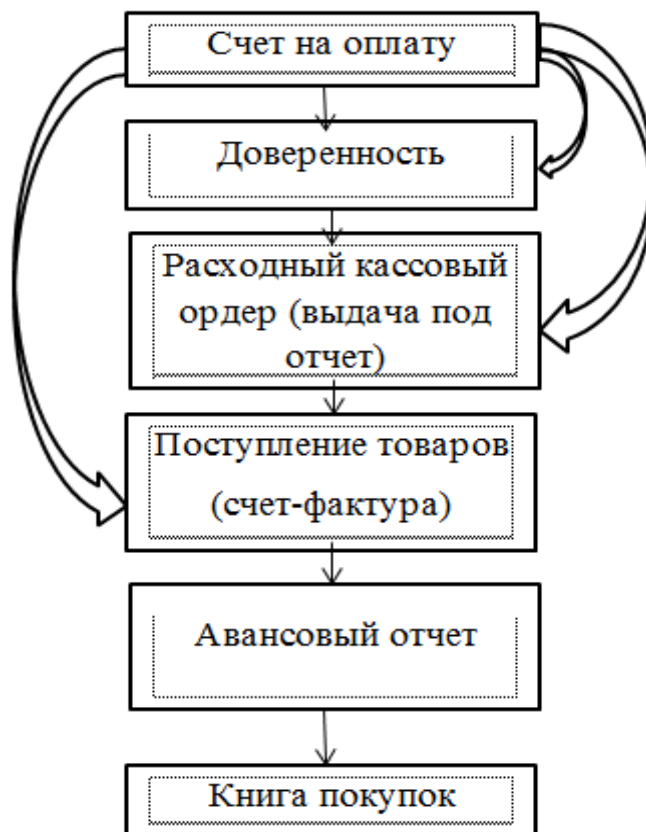 Счет на оплату
Доверенность
Расходный кассовый
ордер (выдача под
отчет)
Поступление товаров
(счет-фактура)
Авансовый отчет
Книга покупок